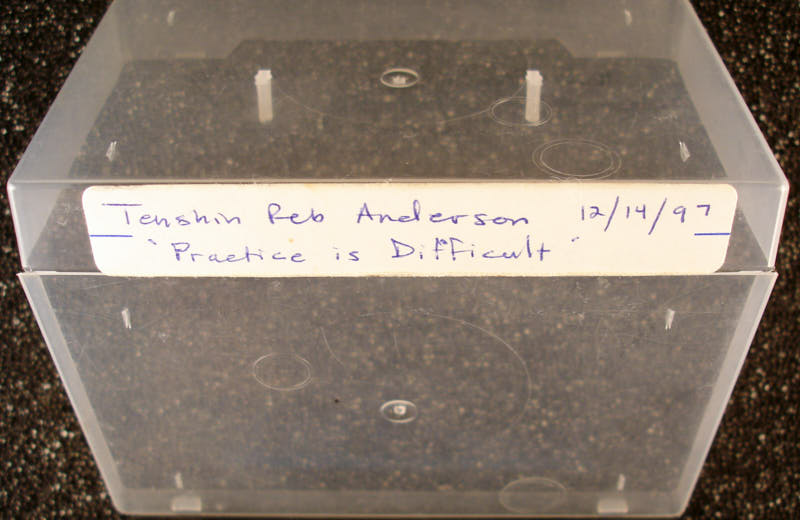 Tenshin Reb Anderson 12/14/97
"Practice is Difficult"